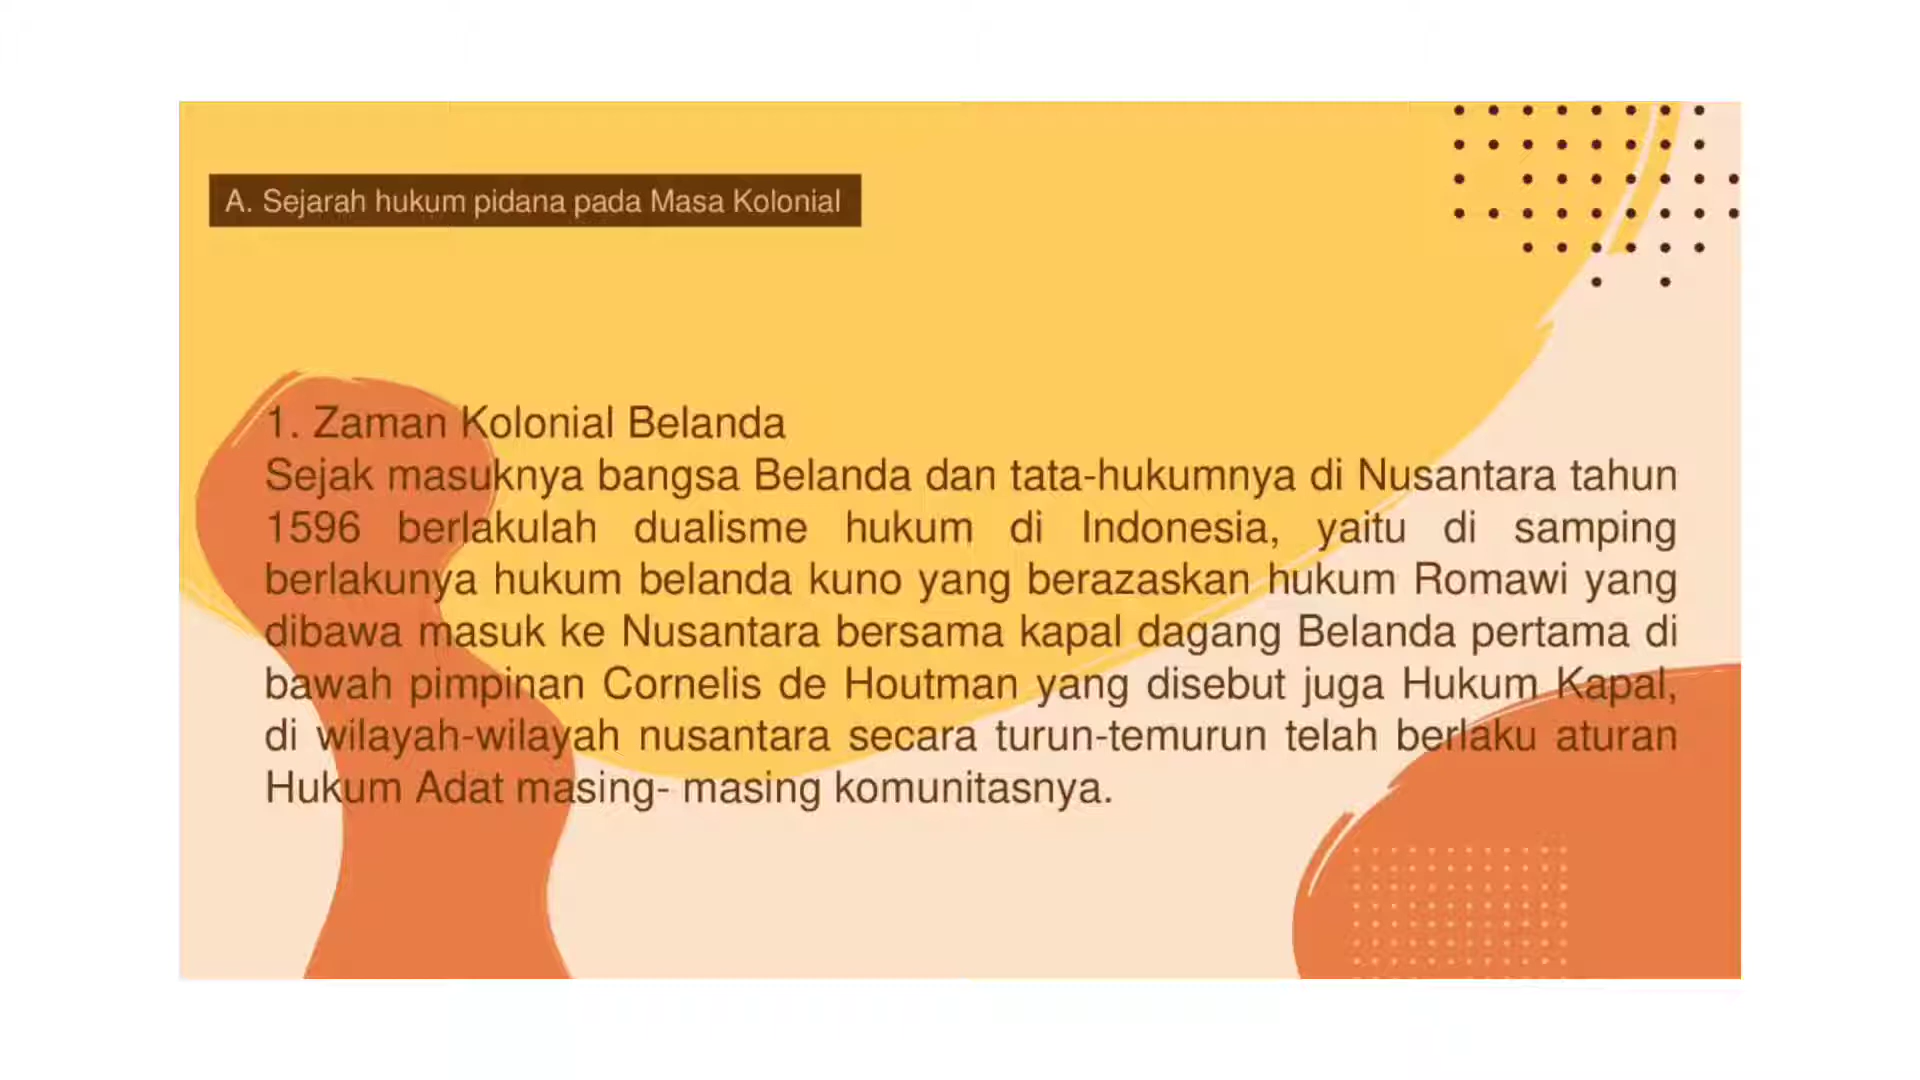 A. Sejarah hukum pidana pada Masa Kolonial
1. Zaman Kolonial Belanda
Sejak masuknya bangsa Belanda dan tata-hukumnya di Nusantara tahun
1596 berlakulah dualisme hukum di Indonesia, yaitu di samping
berlakunya hukum belanda kuno yang berazaskan hukum Romawi yang
dibawa masuk ke Nusantara bersama kapal dagang Belanda pertama di
bawah pimpinan Cornelis de Houtman yang disebut juga Hukum Kapal,
di wilayah-wilayah nusantara secara turun-temurun telah berlaku aturan
Hukum Adat masing- masing komunitasnya.